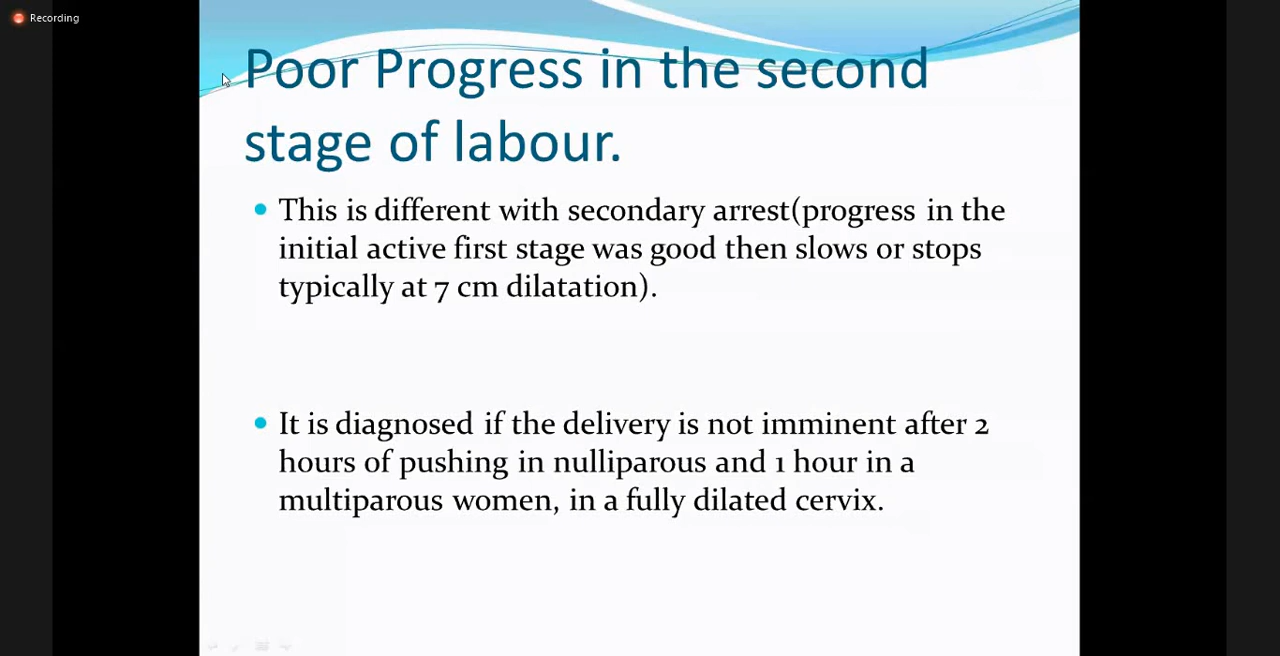 Recording
Poor Progress in the second
stage of labour.
This is different with secondary arrest(progress in the
initial active first stage was good then slows or stops
typically at 7 cm dilatation).
It is diagnosed if the delivery is not imminent after 2
hours of pushing in nulliparous and 1 hour in a
multiparous women, in a fully dilated cervix.